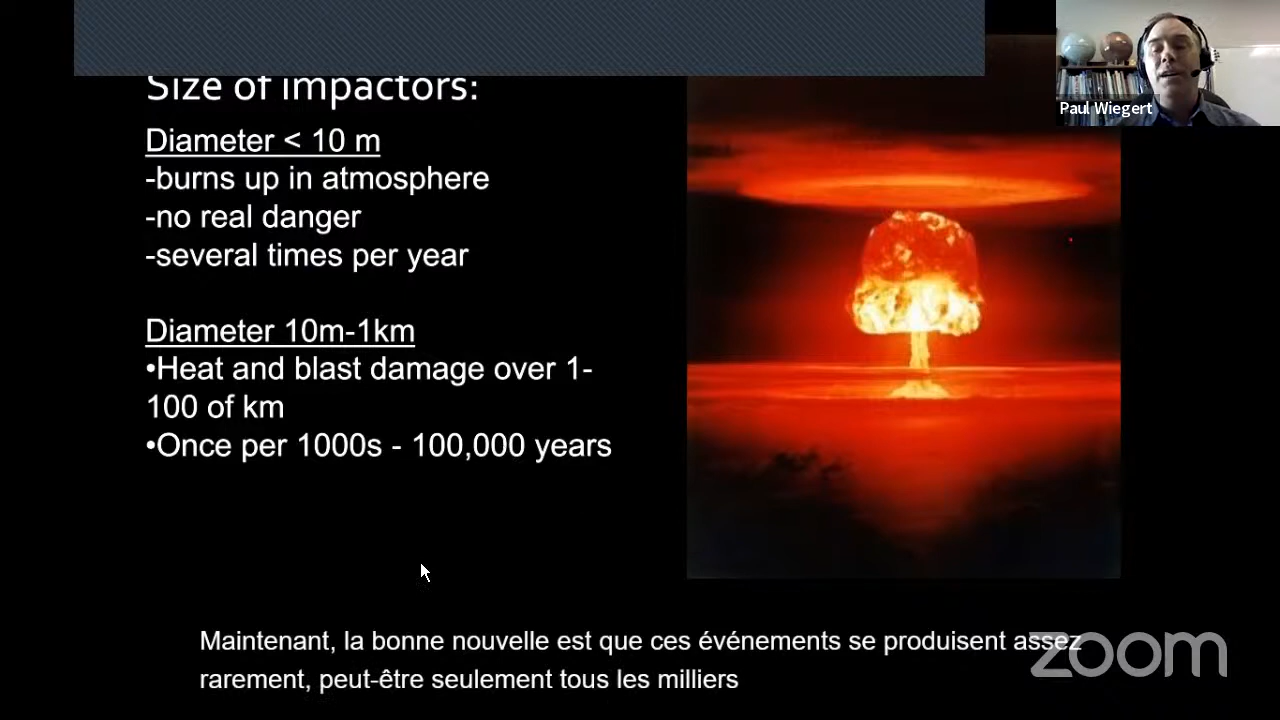 Size of impactors:
Paul Wiegert
Diameter < 10 m
-burns up in atmosphere
-no real danger
-several times per year
Diameter 10m-1km
•Heat and blast damage over 1-
100 of km
•Once per 1000s - 100,000 years
Maintenant, la bonne nouvelle est que ces événements se produisent assez
rarement, peut-être seulement tous les milliers
zoom